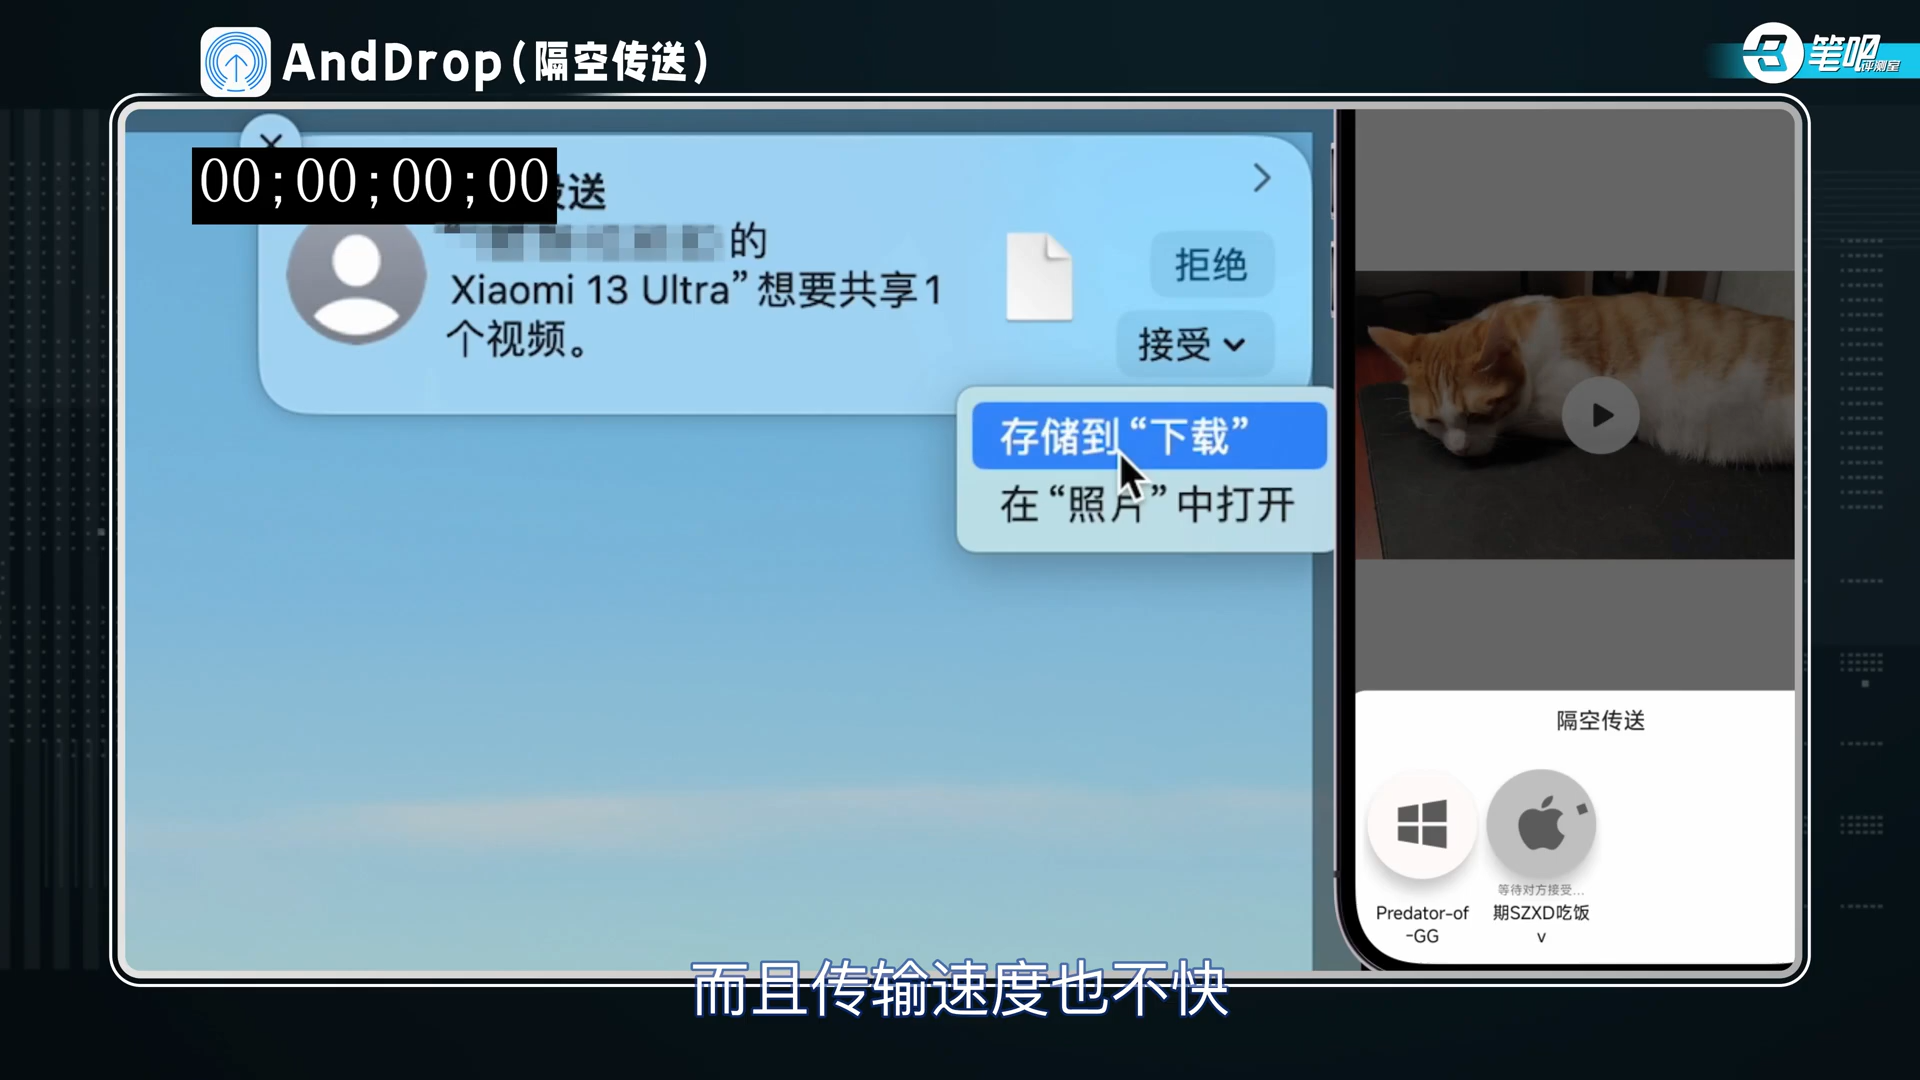 AndDrop(隔空传送)
笔吧
评测室
00;00;00;00
送
的
Xiaomi 13 Ultra”想要共享1
个视频。
拒绝
接受
存储到“下载”
在“照片”中打开
隔空传送
等待对方接受...
Predator-of
-GG
期SZXD吃饭
v
而且传输速度也不快